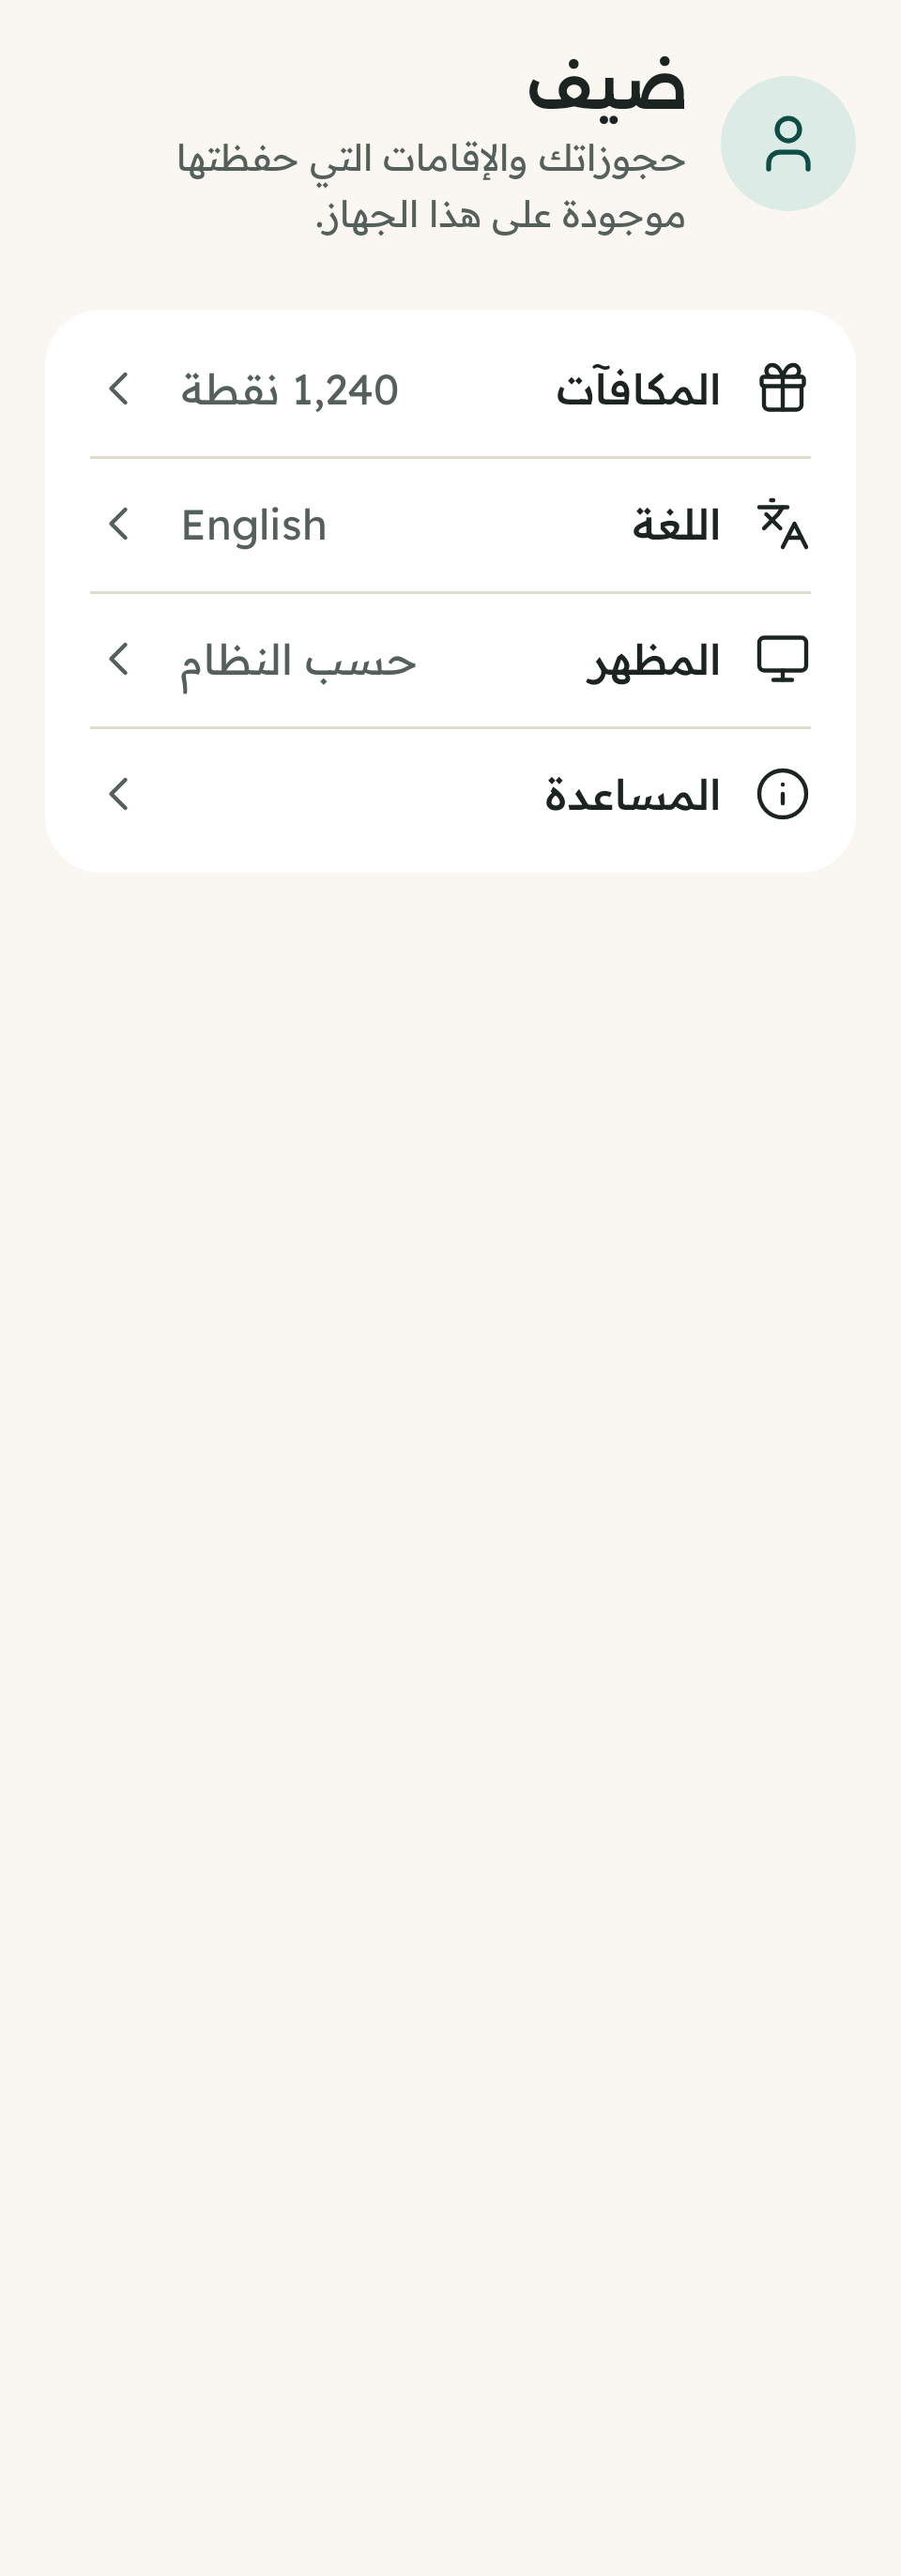 ضيف
حجوزاتك والإقامات التي حفظتها
موجودة على هذا الجهاز.
المكافآت
1,240 نقطة
اللغة
English
المظهر
حسب النظام
المساعدة